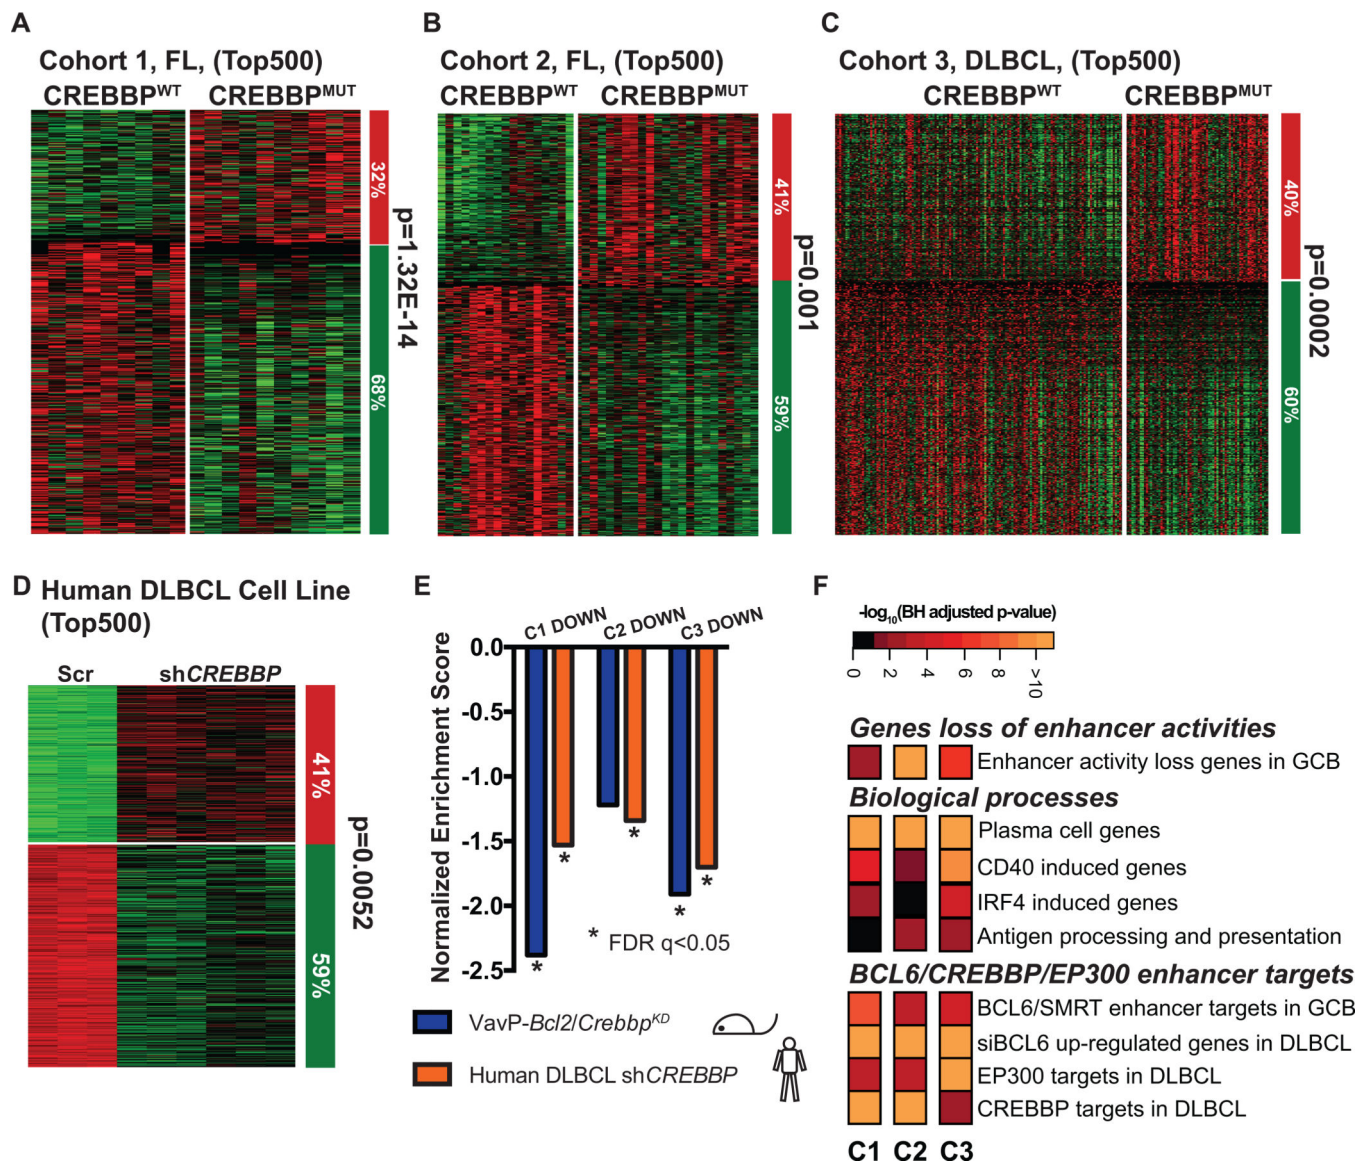 A
Cohort 1, FL, (Top500)
CREBBPWT CREBBPMUT
32%
68%
p=1.32E-14
B
Cohort 2, FL, (Top500)
CREBBPWT CREBBPMUT
41%
59%
p=0.001
C
Cohort 3, DLBCL, (Top500)
CREBBPWT CREBBPMUT
40%
60%
p=0.0002
D Human DLBCL Cell Line
(Top500)
Scr shCREBBP
41%
59%
p=0.0052
E
C1 DOWN C2 DOWN C3 DOWN
Normalized Enrichment Score
0.0
-0.5
-1.0
-1.5
-2.0
-2.5
* * * * *
* FDR q<0.05
VavP-Bcl2/CrebbpKD
Human DLBCL shCREBBP
F
-log10(BH adjusted p-value)
0 2 4 6 8 >10
Genes loss of enhancer activities
Enhancer activity loss genes in GCB
Biological processes
Plasma cell genes
CD40 induced genes
IRF4 induced genes
Antigen processing and presentation
BCL6/CREBBP/EP300 enhancer targets
BCL6/SMRT enhancer targets in GCB
siBCL6 up-regulated genes in DLBCL
EP300 targets in DLBCL
CREBBP targets in DLBCL
C1 C2 C3